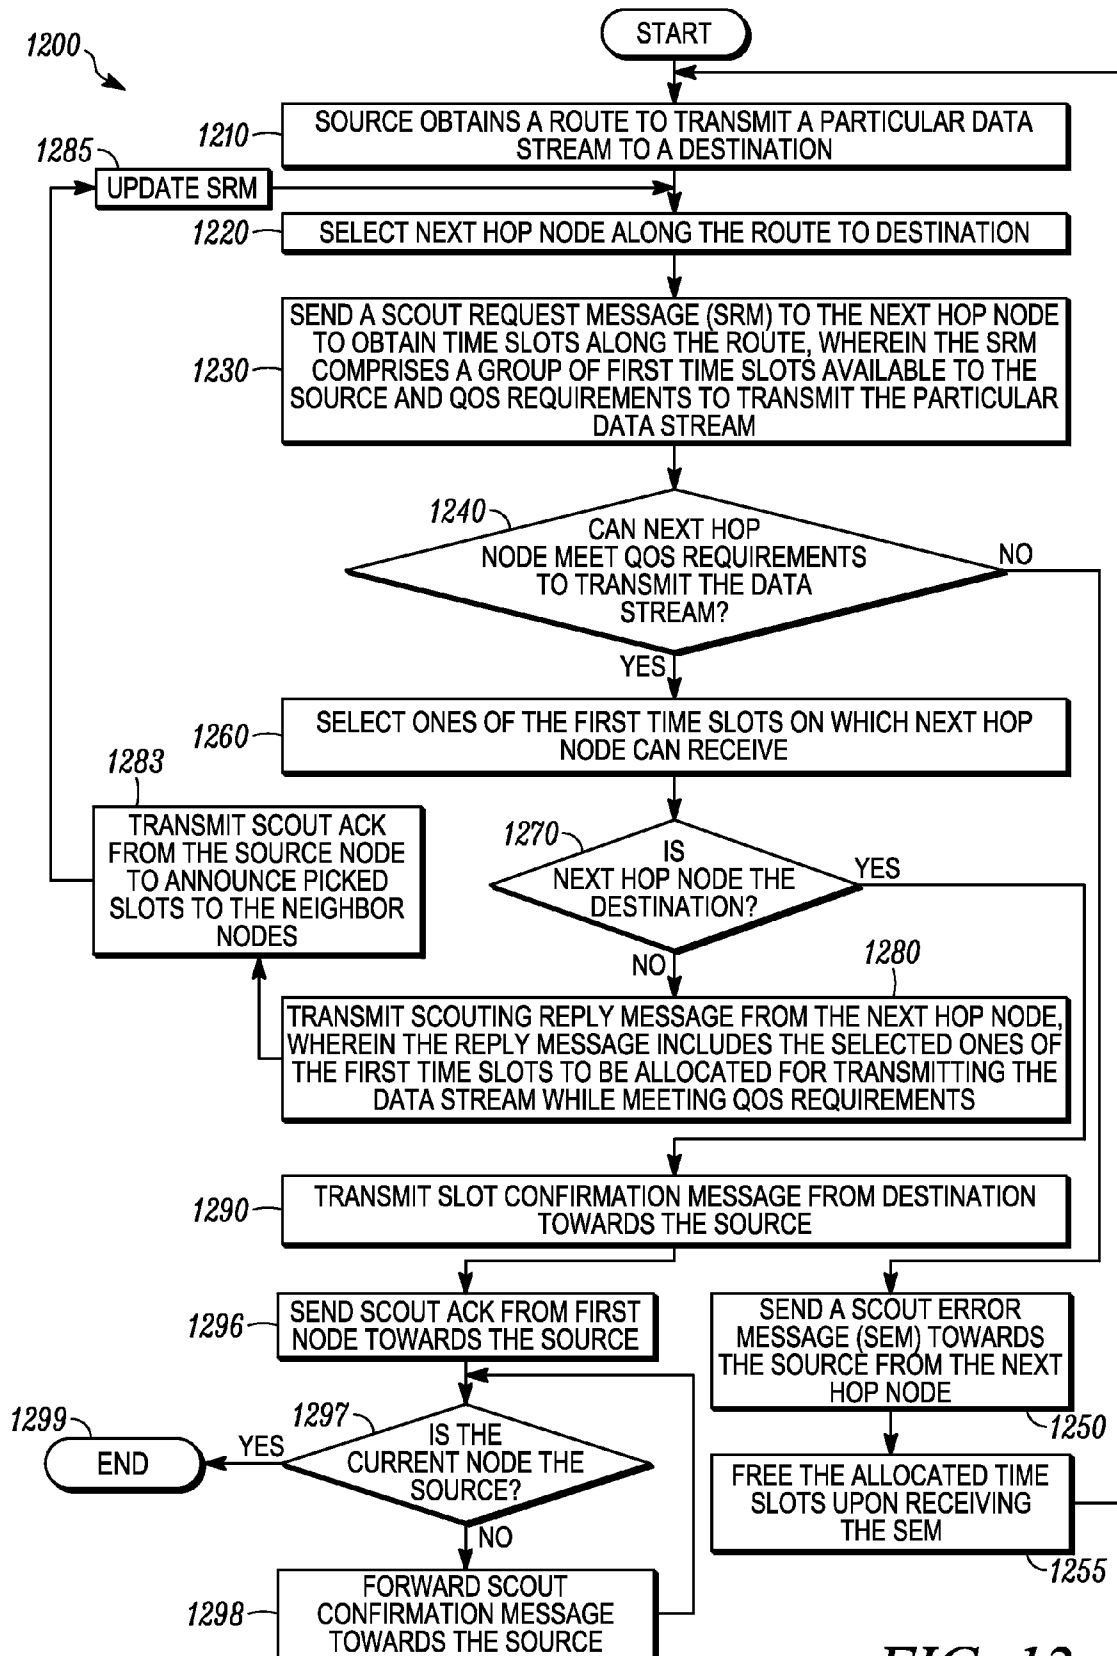 START
1200
1210
SOURCE OBTAINS A ROUTE TO TRANSMIT A PARTICULAR DATA
STREAM TO A DESTINATION
1285
UPDATE SRM
1220
SELECT NEXT HOP NODE ALONG THE ROUTE TO DESTINATION
1230
SEND A SCOUT REQUEST MESSAGE (SRM) TO THE NEXT HOP NODE
TO OBTAIN TIME SLOTS ALONG THE ROUTE, WHEREIN THE SRM
COMPRISES A GROUP OF FIRST TIME SLOTS AVAILABLE TO THE
SOURCE AND QOS REQUIREMENTS TO TRANSMIT THE PARTICULAR
DATA STREAM
1240
CAN NEXT HOP
NODE MEET QOS REQUIREMENTS
TO TRANSMIT THE DATA
STREAM?
NO
YES
1260
SELECT ONES OF THE FIRST TIME SLOTS ON WHICH NEXT HOP
NODE CAN RECEIVE
1283
TRANSMIT SCOUT ACK
FROM THE SOURCE NODE
TO ANNOUNCE PICKED
SLOTS TO THE NEIGHBOR
NODES
1270
IS
NEXT HOP NODE THE
DESTINATION?
YES
NO
1280
TRANSMIT SCOUTING REPLY MESSAGE FROM THE NEXT HOP NODE,
WHEREIN THE REPLY MESSAGE INCLUDES THE SELECTED ONES OF
THE FIRST TIME SLOTS TO BE ALLOCATED FOR TRANSMITTING THE
DATA STREAM WHILE MEETING QOS REQUIREMENTS
1290
TRANSMIT SLOT CONFIRMATION MESSAGE FROM DESTINATION
TOWARDS THE SOURCE
1296
SEND SCOUT ACK FROM FIRST
NODE TOWARDS THE SOURCE
SEND A SCOUT ERROR
MESSAGE (SEM) TOWARDS
THE SOURCE FROM THE NEXT
HOP NODE
1250
1299
END
YES
1297
IS THE
CURRENT NODE THE
SOURCE?
NO
FREE THE ALLOCATED TIME
SLOTS UPON RECEIVING
THE SEM
1255
1298
FORWARD SCOUT
CONFIRMATION MESSAGE
TOWARDS THE SOURCE
FIG. 12